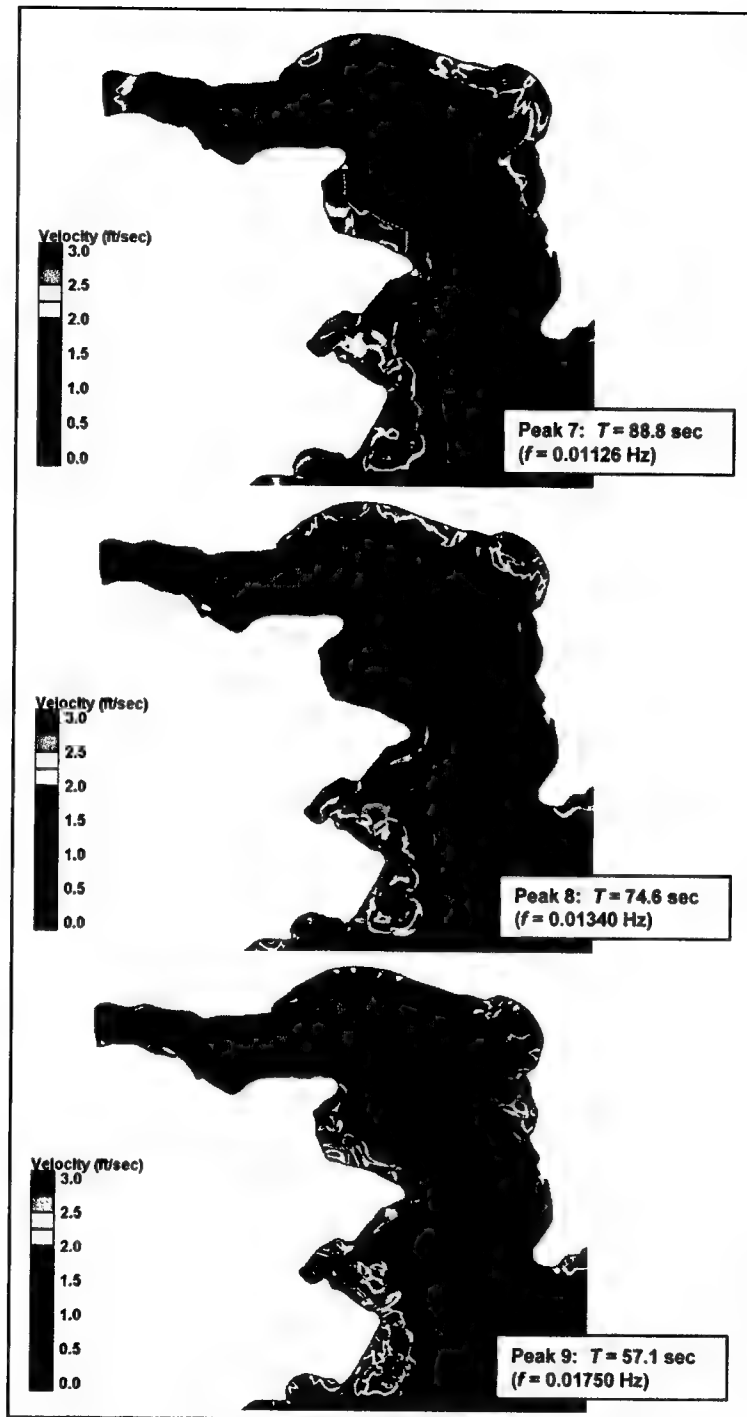 Velocity (ft/sec)
3.0
2.5
2.0
1.5
1.0
0.5
0.0
Peak 7: T = 88.8 sec
(f = 0.01126 Hz)
Velocity (ft/sec)
3.0
2.5
2.0
1.5
1.0
0.5
0.0
Peak 8: T = 74.6 sec
(f = 0.01340 Hz)
Velocity (ft/sec)
3.0
2.5
2.0
1.5
1.0
0.5
0.0
Peak 9: T = 57.1 sec
(f = 0.01750 Hz)